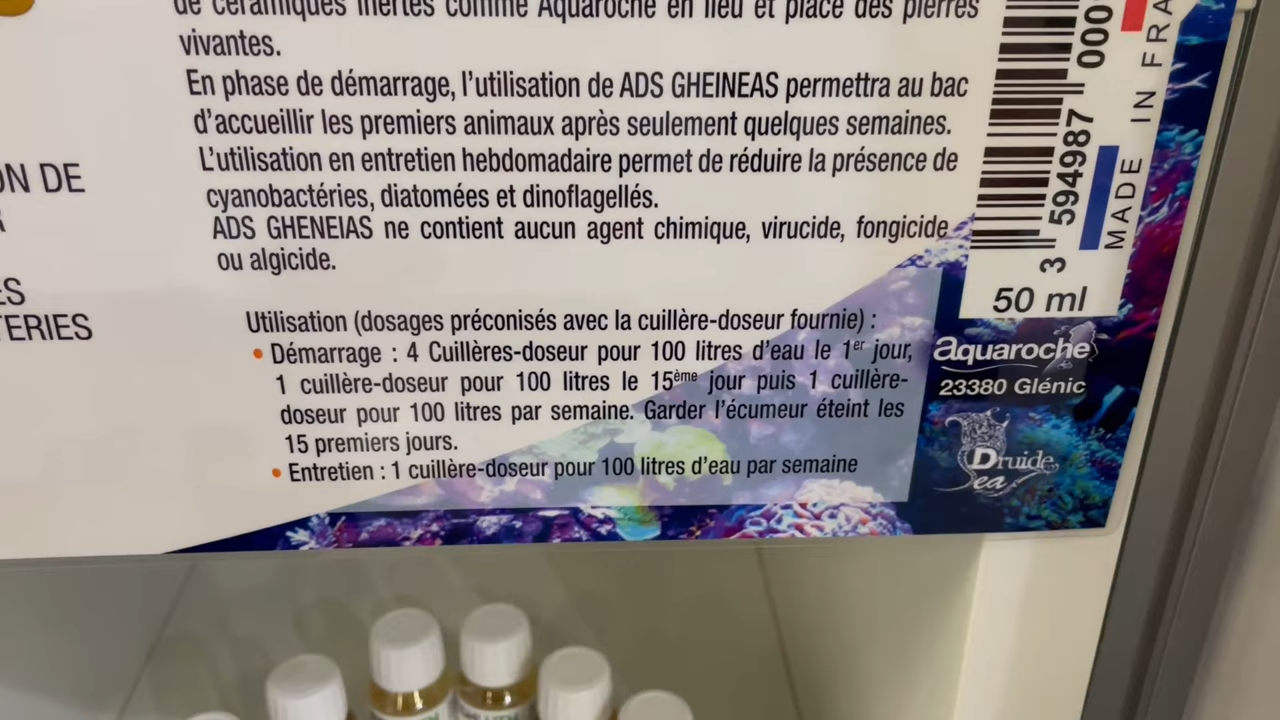 de céramiques inertes comme Aquaroche en lieu et place des pierres
vivantes.
En phase de démarrage, l'utilisation de ADS GHEINEAS permettra au bac
d'accueillir les premiers animaux après seulement quelques semaines.
L'utilisation en entretien hebdomadaire permet de réduire la présence de
cyanobactéries, diatomées et dinoflagellés.
ADS GHENEIAS ne contient aucun agent chimique, virucide, fongicide
ou algicide.
Utilisation (dosages préconisés avec la cuillère-doseur fournie) :
• Démarrage : 4 Cuillères-doseur pour 100 litres d'eau le 1er jour,
1 cuillère-doseur pour 100 litres le 15ème jour puis 1 cuillère-
doseur pour 100 litres par semaine. Garder l'écumeur éteint les
15 premiers jours.
• Entretien : 1 cuillère-doseur pour 100 litres d'eau par semaine
ON DE
ES
TERIES
3 594987 000
MADE IN FRA
50 ml
aquaroche
23380 Glénic
Druide
Sea